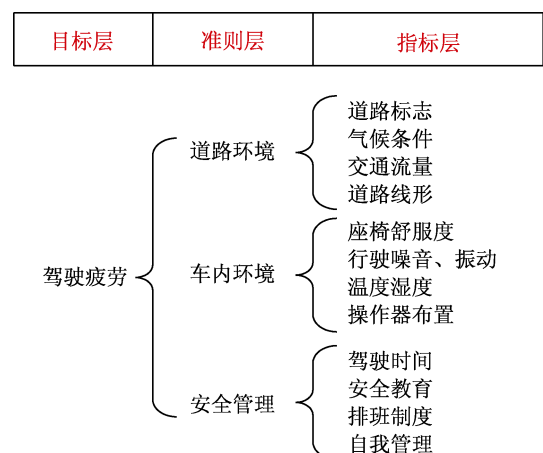 目标层 准则层 指标层
道路标志
道路环境
气候条件
交通流量
道路线形
座椅舒服度
行驶噪音、振动
驾驶疲劳 车内环境
温度湿度
操作器布置
驾驶时间
安全教育
安全管理
排班制度
自我管理